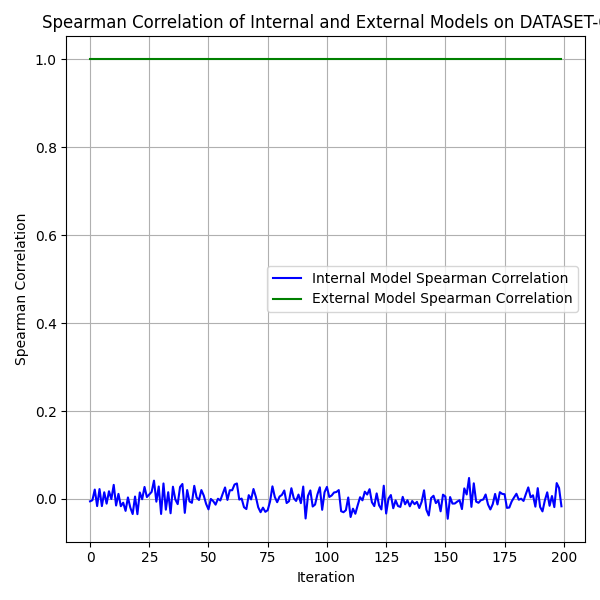 Spearman Correlation of Internal and External Models on
1.0
0.8
0.6
0.4
0.2
0.0
Spearman Correlation
Internal Model Spearman Correlation
External Model Spearman Correlation
0 25 50 75 100 125 150 175 200
Iteration